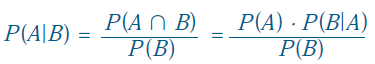 P(A|B) = P(A ∩ B) / P(B) = P(A) · P(B|A) / P(B)